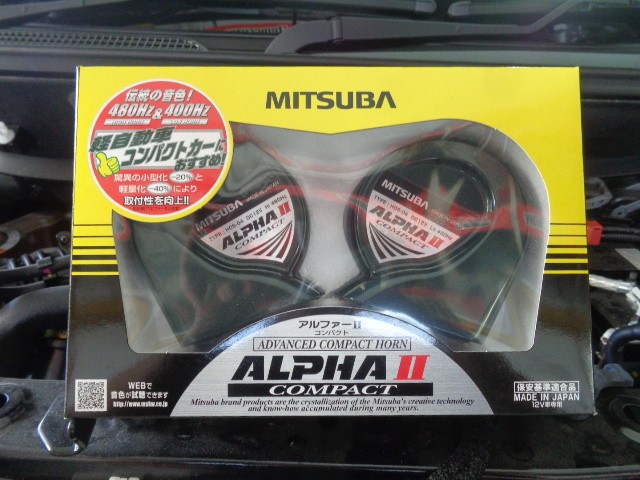 伝統の音色!
480Hz & 400Hz
軽自動車
コンパクトカーに
おすすめ!
驚異の小型化-20%と
軽量化-40%により
取付性を向上!!
MITSUBA
MITSUBA
ALPHA II
COMPACT
MITSUBA
ALPHA II
COMPACT
アルファーII
コンパクト
ADVANCED COMPACT HORN
ALPHA II
COMPACT
Mitsuba brand products are the crystallization of the Mitsuba's creative technology
and know-how accumulated during many years.
WEBで
音色が試聴できます
保安基準適合品
MADE IN JAPAN
12V車専用